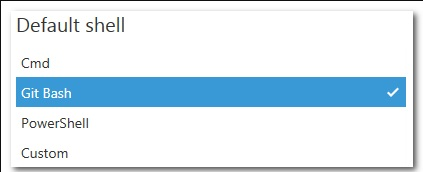 Default shell
Cmd
Git Bash
PowerShell
Custom